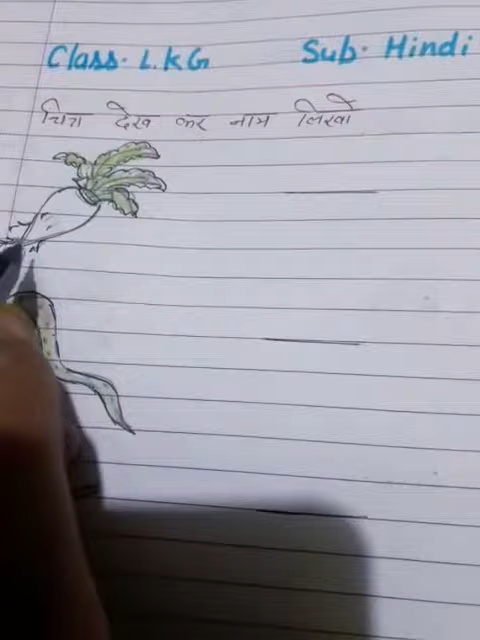 Class. L.K.G Sub. Hindi
चित्र देख कर नाम लिखो